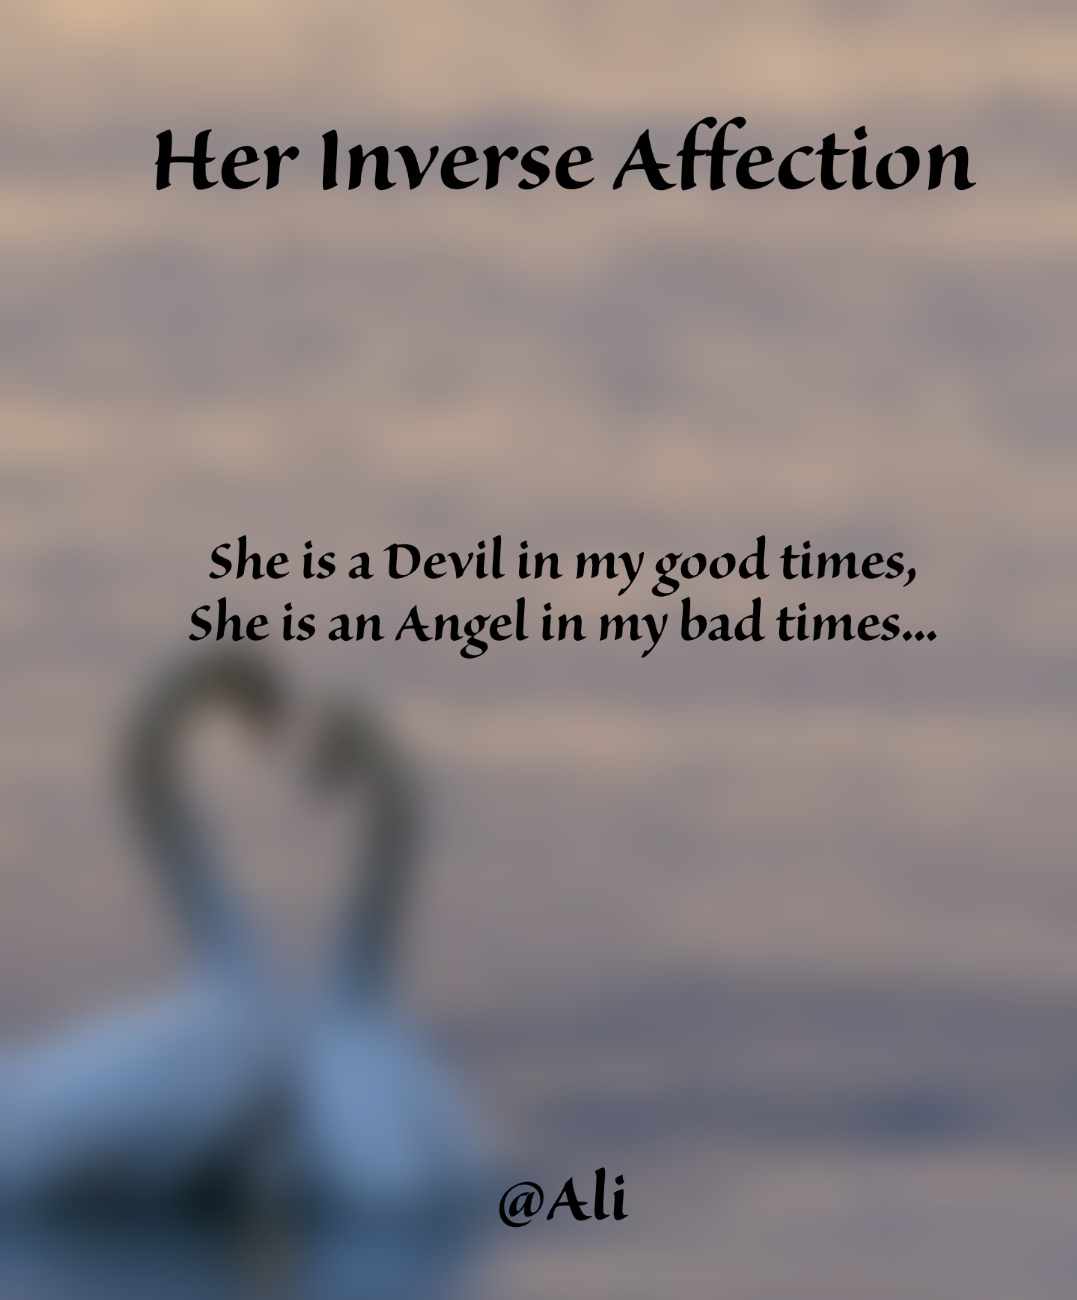 Her Inverse Affection
She is a Devil in my good times,
She is an Angel in my bad times...
@Ali